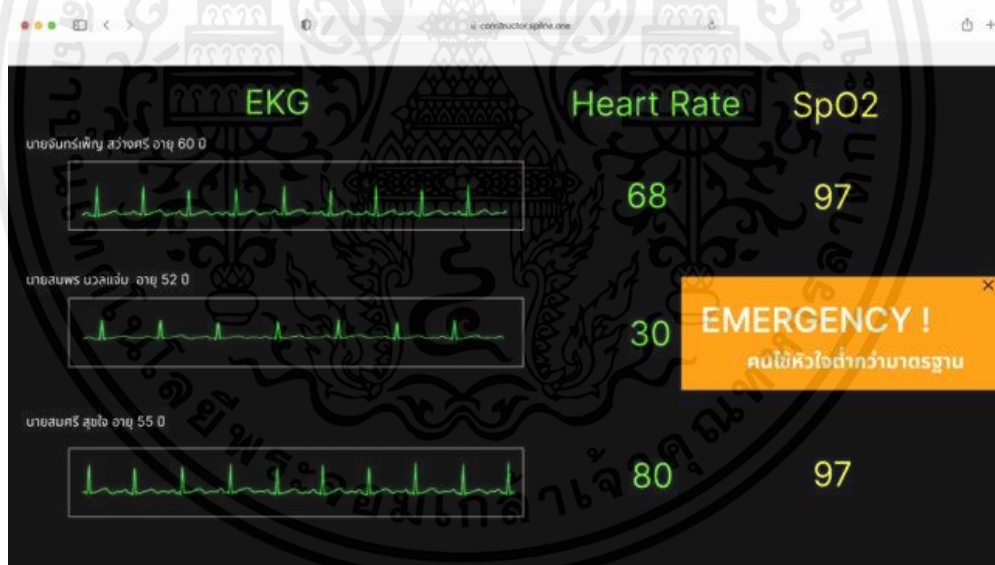 constructor.spline.one
EKG
Heart Rate
SpO2
นายจันทร์เพ็ญ สว่างศรี อายุ 60 ปี
68
97
นายสมพร นวลแจ่ม อายุ 52 ปี
30
EMERGENCY !
คนไข้หัวใจต่ำกว่ามาตรฐาน
นายสมศรี สุขใจ อายุ 55 ปี
80
97